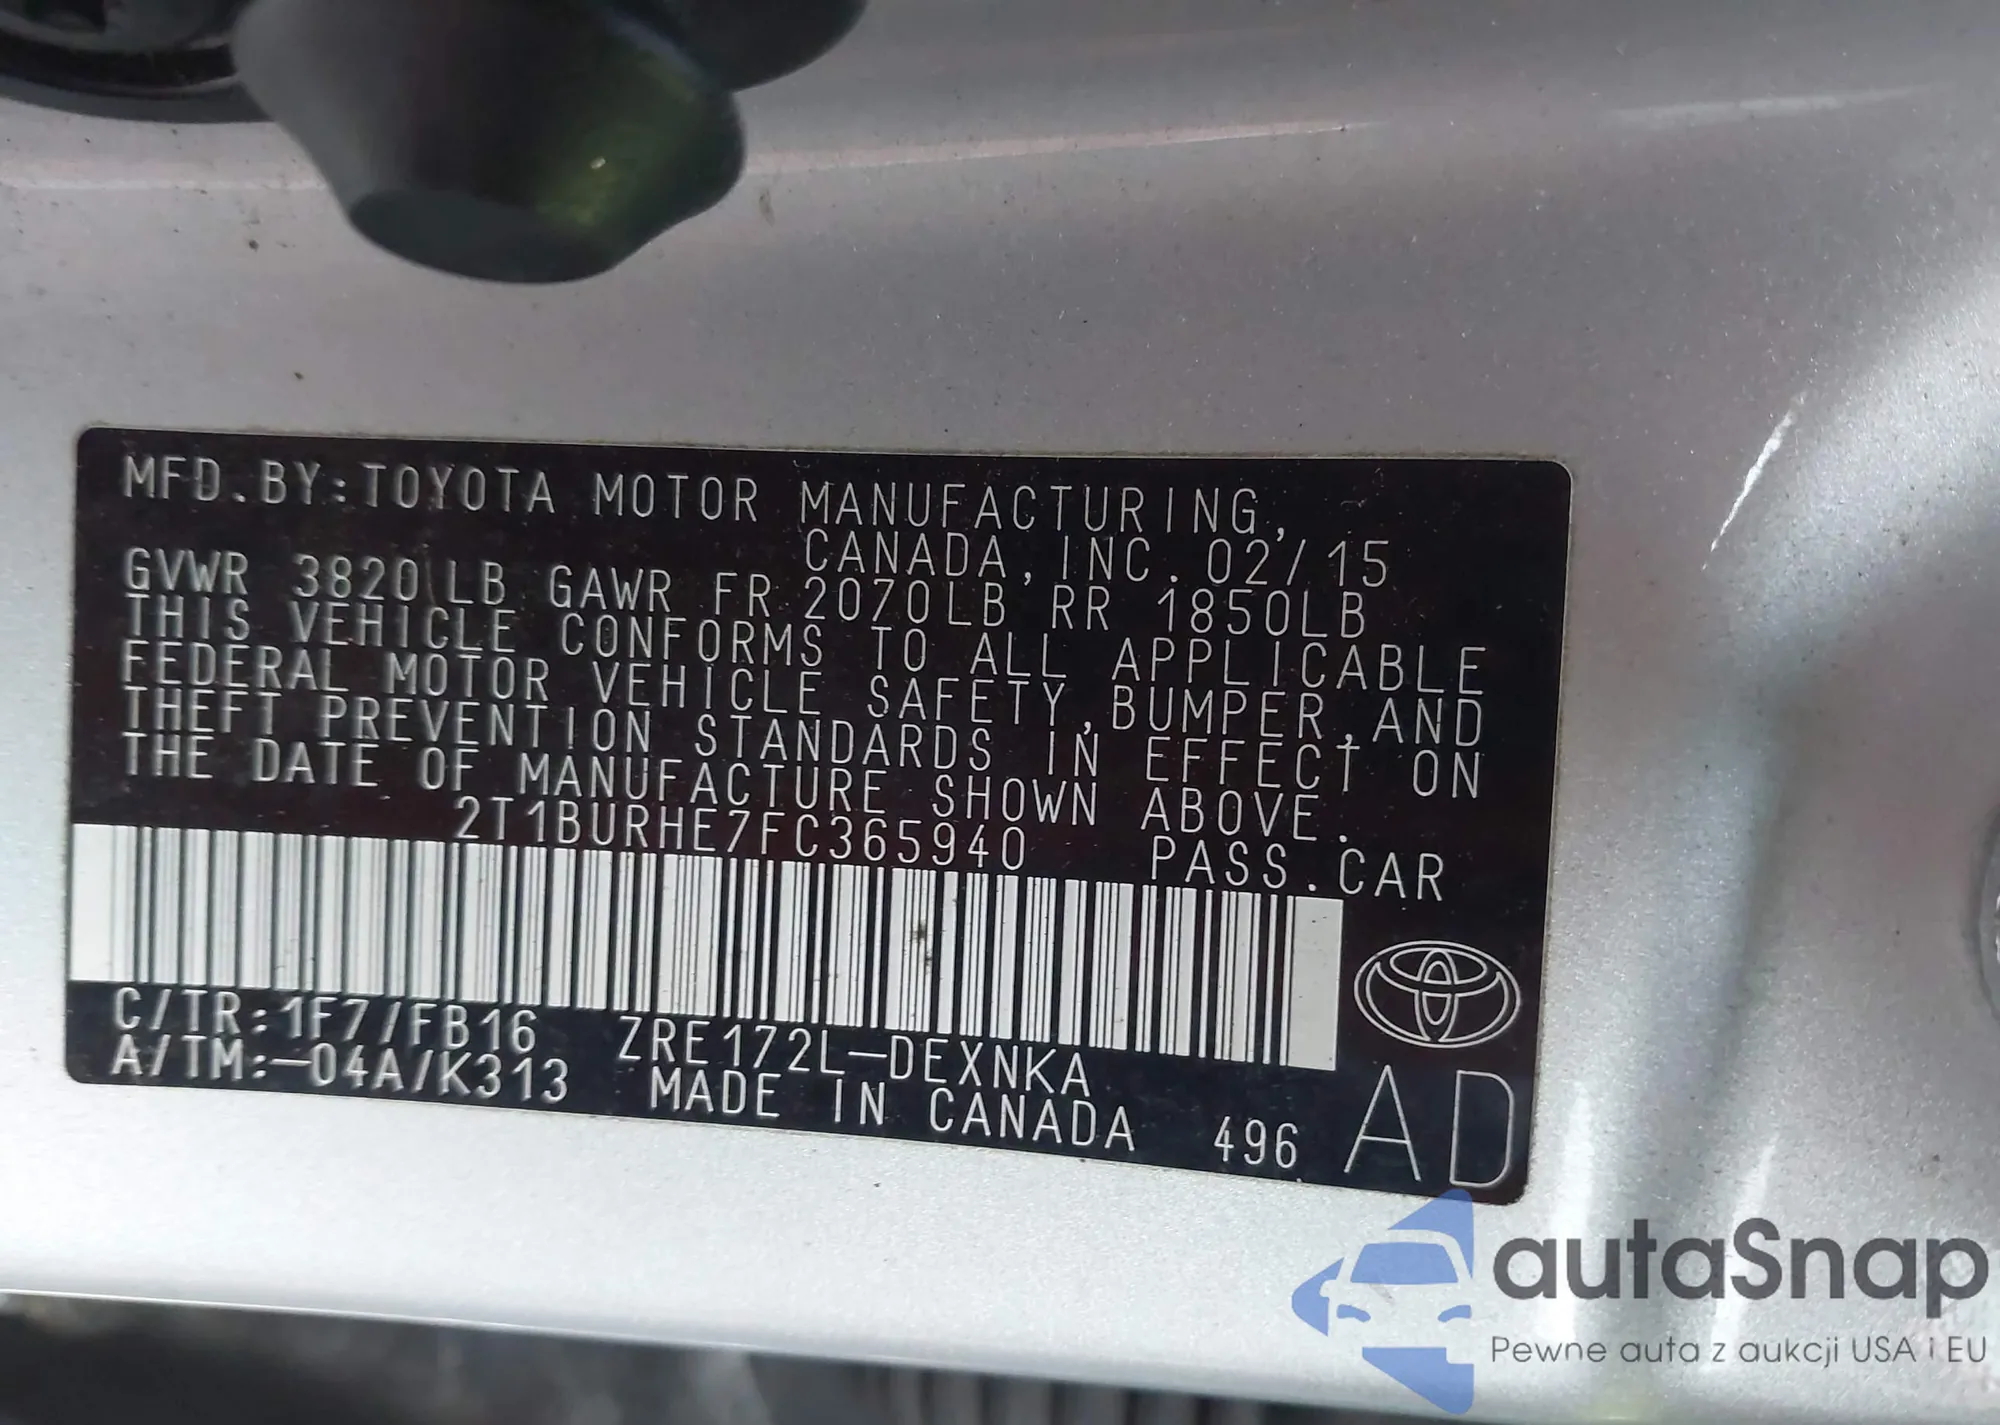 MFD.BY:TOYOTA MOTOR MANUFACTURING,
CANADA,INC. 02/15
GVWR 3820 LB GAWR FR 2070LB RR 1850LB
THIS VEHICLE CONFORMS TO ALL APPLICABLE
FEDERAL MOTOR VEHICLE SAFETY,BUMPER,AND
THEFT PREVENTION STANDARDS IN EFFECT ON
THE DATE OF MANUFACTURE SHOWN ABOVE.
2T1BURHE7FC365940 PASS.CAR
C/TR:1F7/FB16 ZRE172L-DEXNKA
A/TM:-04A/K313 MADE IN CANADA 496 AD
autaSnap
Pewne auta z aukcji USA i EU